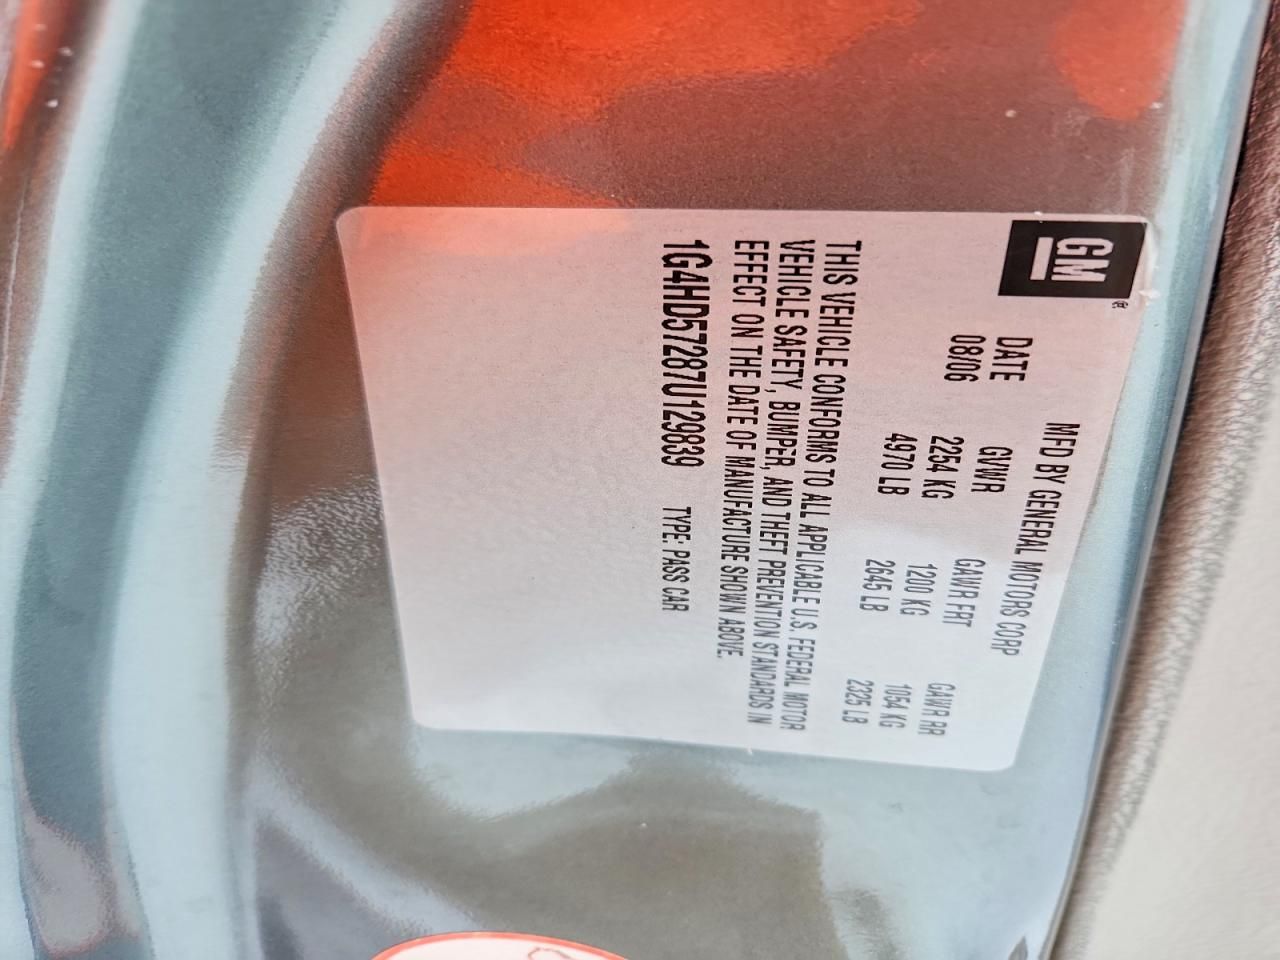 GM
MFD BY GENERAL MOTORS CORP
DATE GVWR GAWR FRT GAWR RR
08/06 2254 KG 1200 KG 1054 KG
4970 LB 2645 LB 2325 LB
THIS VEHICLE CONFORMS TO ALL APPLICABLE U.S. FEDERAL MOTOR
VEHICLE SAFETY, BUMPER, AND THEFT PREVENTION STANDARDS IN
EFFECT ON THE DATE OF MANUFACTURE SHOWN ABOVE.
1G4HD57287U129839 TYPE: PASS CAR